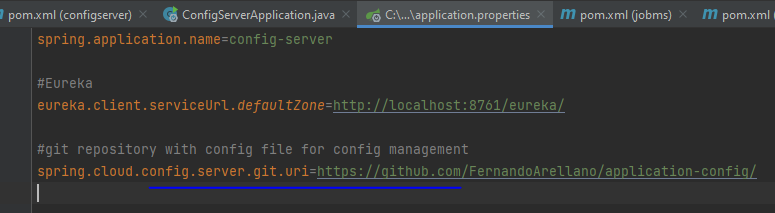 pom.xml (configserver) ConfigServerApplication.java C:\...\application.properties pom.xml (jobms) pom.xml (
spring.application.name=config-server
#Eureka
eureka.client.serviceUrl.defaultZone=http://localhost:8761/eureka/
#git repository with config file for config management
spring.cloud.config.server.git.uri=https://github.com/FernandoArellano/application-config/